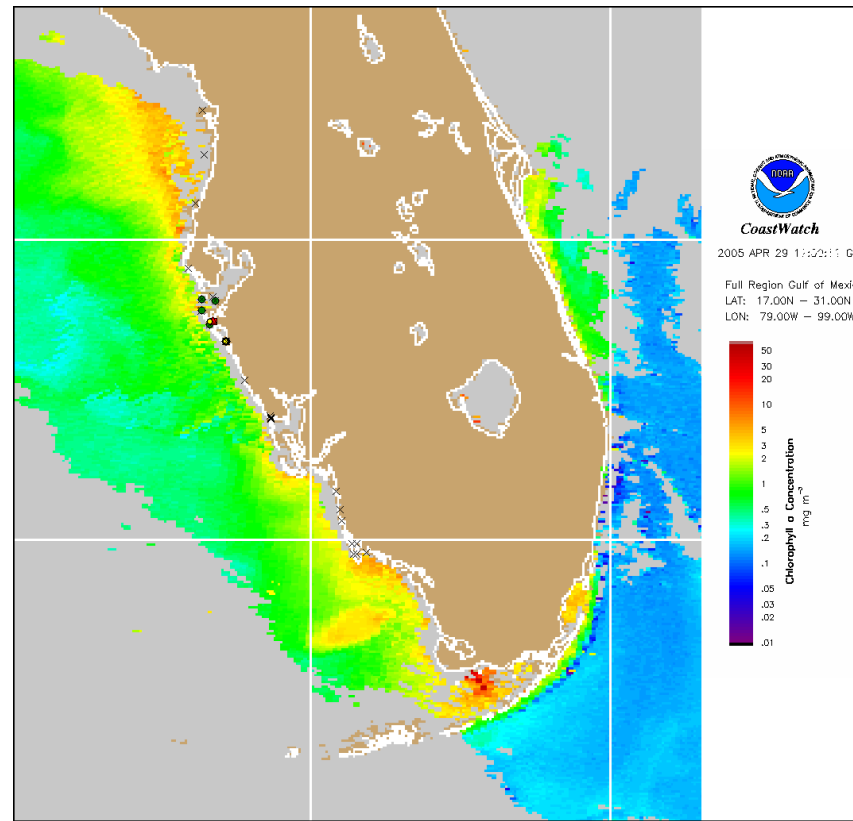 NOAA
CoastWatch
2005 APR 29 G
Full Region Gulf of Mexi
LAT: 17.00N – 31.00N
LON: 79.00W – 99.00W
50
30
20
10
5
3
2
1
.5
.3
.2
.1
.05
.03
.02
.01
Chlorophyll a Concentration
mg m⁻³